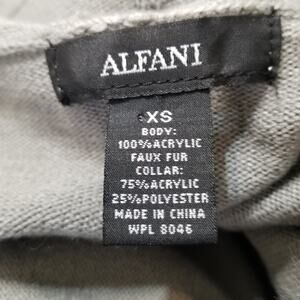 ALFANI
XS
BODY:
100%ACRYLIC
FAUX FUR
COLLAR:
75%ACRYLIC
25%POLYESTER
MADE IN CHINA
WPL 8046